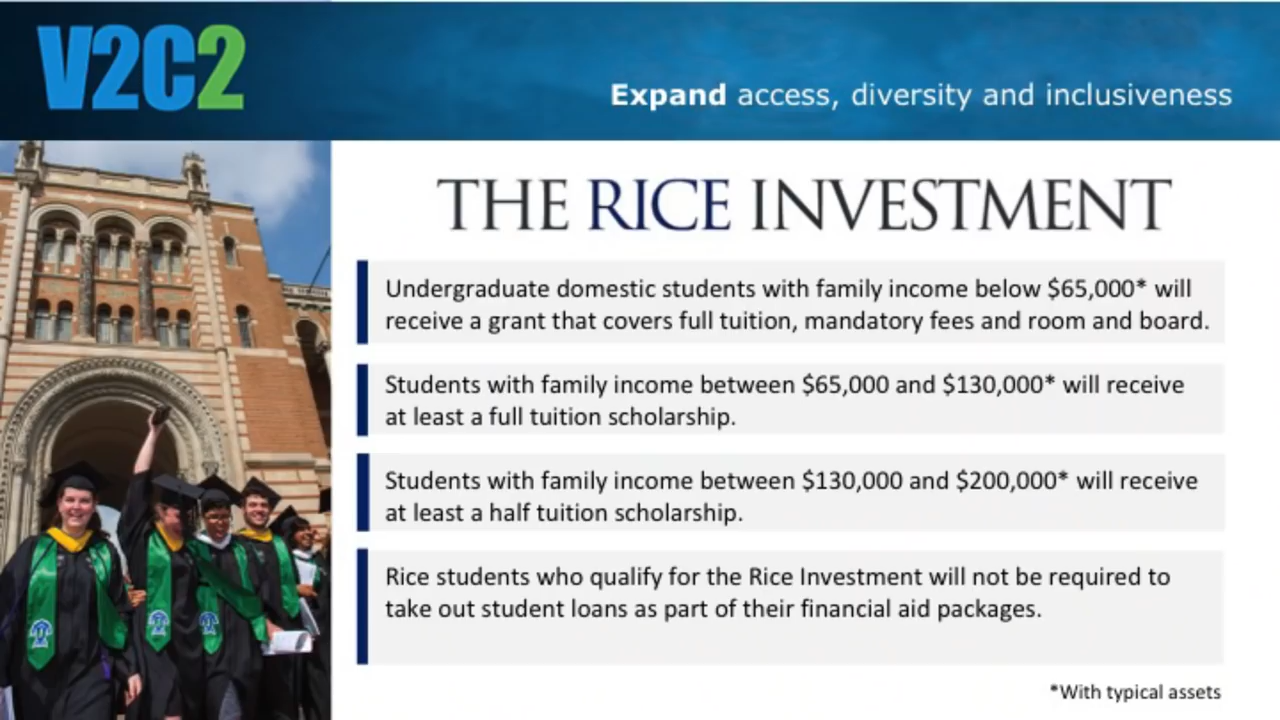 V2C2
Expand access, diversity and inclusiveness
THE RICE INVESTMENT
Undergraduate domestic students with family income below $65,000* will
receive a grant that covers full tuition, mandatory fees and room and board.
Students with family income between $65,000 and $130,000* will receive
at least a full tuition scholarship.
Students with family income between $130,000 and $200,000* will receive
at least a half tuition scholarship.
Rice students who qualify for the Rice Investment will not be required to
take out student loans as part of their financial aid packages.
*With typical assets